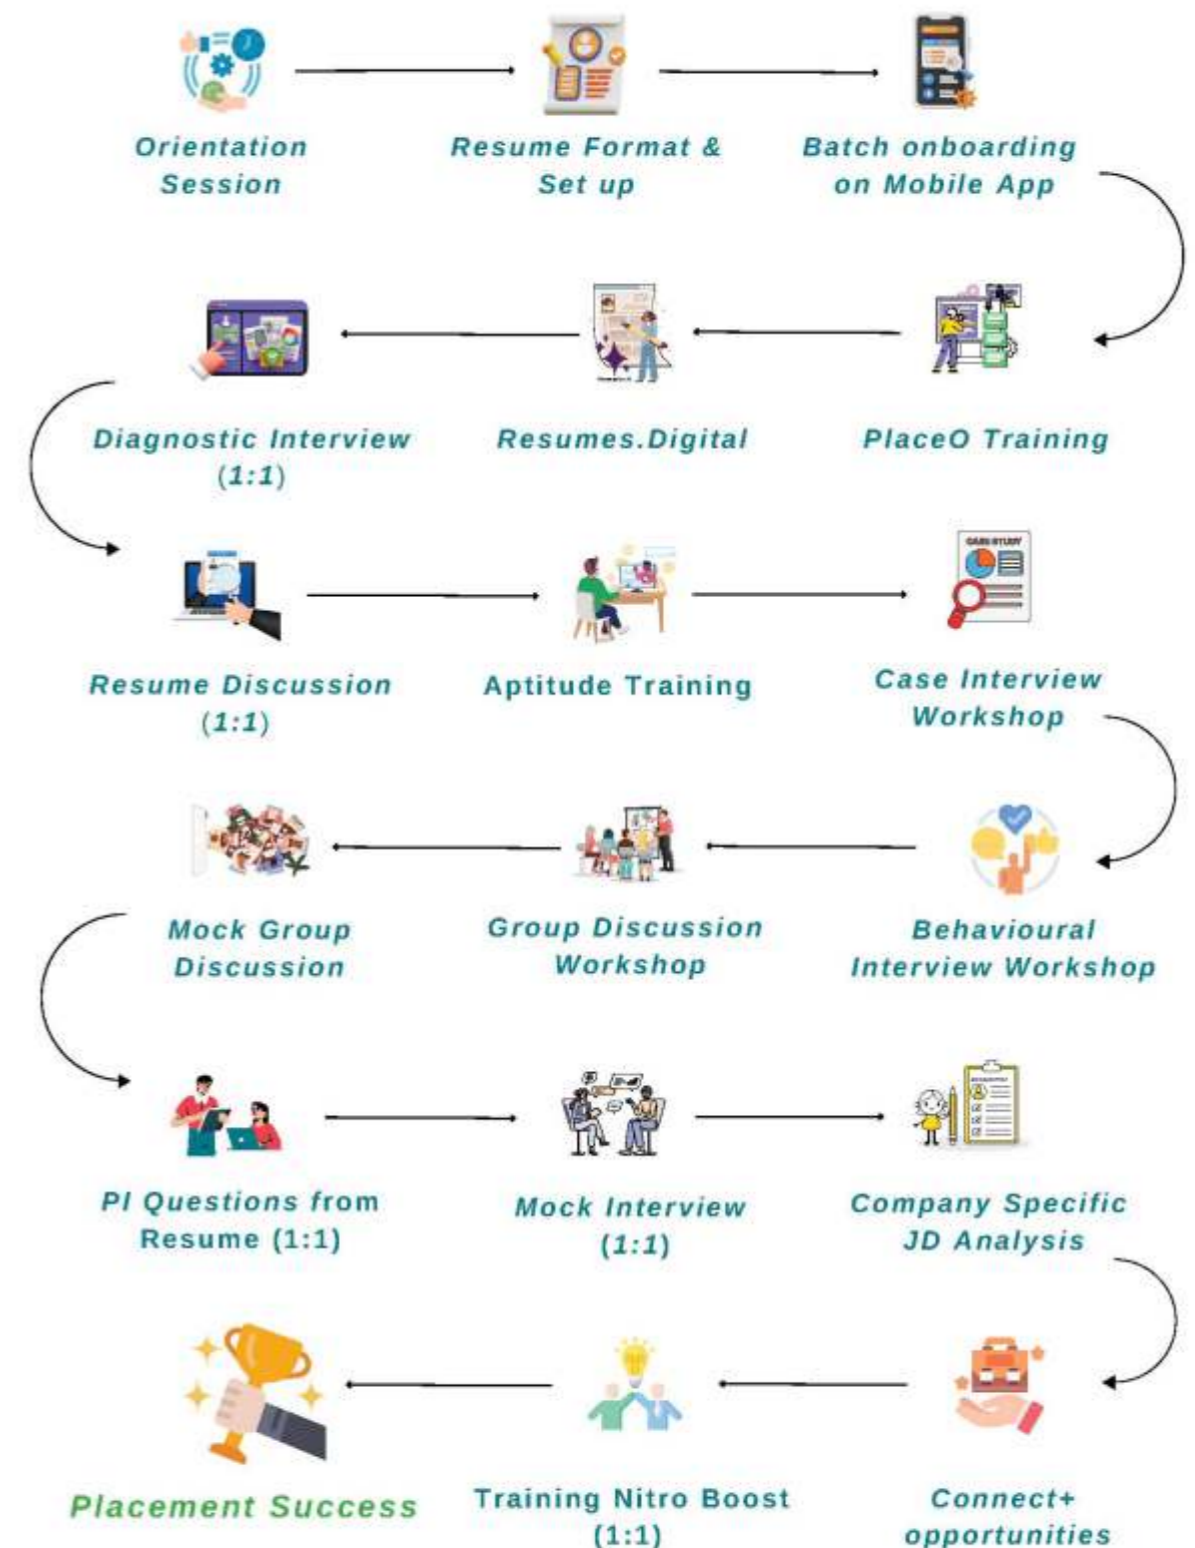 Orientation
Session
Resume Format &
Set up
Batch onboarding
on Mobile App
PlaceO Training
Resumes.Digital
Diagnostic Interview
(1:1)
Resume Discussion
(1:1)
Aptitude Training
CASE STUDY
Case Interview
Workshop
Behavioural
Interview Workshop
Group Discussion
Workshop
Mock Group
Discussion
PI Questions from
Resume (1:1)
Mock Interview
(1:1)
Company Specific
JD Analysis
Connect+
opportunities
Training Nitro Boost
(1:1)
Placement Success